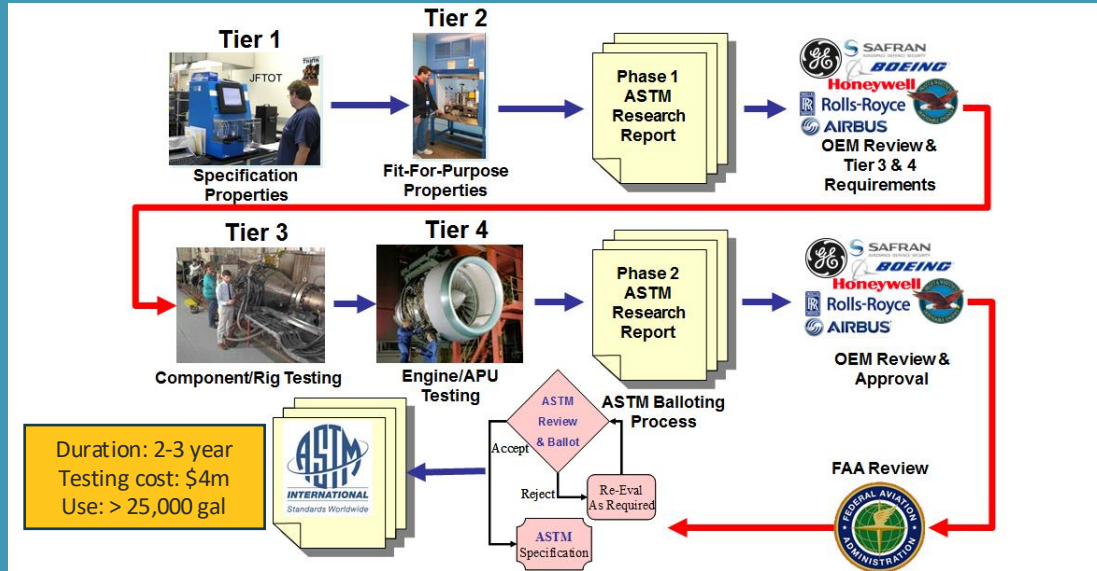 Tier 1
JFTOT
Specification
Properties
Tier 2
Fit-For-Purpose
Properties
Phase 1
ASTM
Research
Report
GE
SAFRAN
BOEING
Honeywell
Rolls-Royce
AIRBUS
OEM Review &
Tier 3 & 4
Requirements
Tier 3
Component/Rig Testing
Tier 4
Engine/APU
Testing
Phase 2
ASTM
Research
Report
GE
SAFRAN
BOEING
Honeywell
Rolls-Royce
AIRBUS
OEM Review &
Approval
FAA Review
FEDERAL AVIATION
ADMINISTRATION
ASTM Balloting
Process
ASTM
Review
& Ballot
Accept
Reject
Re-Eval
As Required
ASTM
Specification
ASTM
INTERNATIONAL
Standards Worldwide
Duration: 2-3 year
Testing cost: $4m
Use: > 25,000 gal